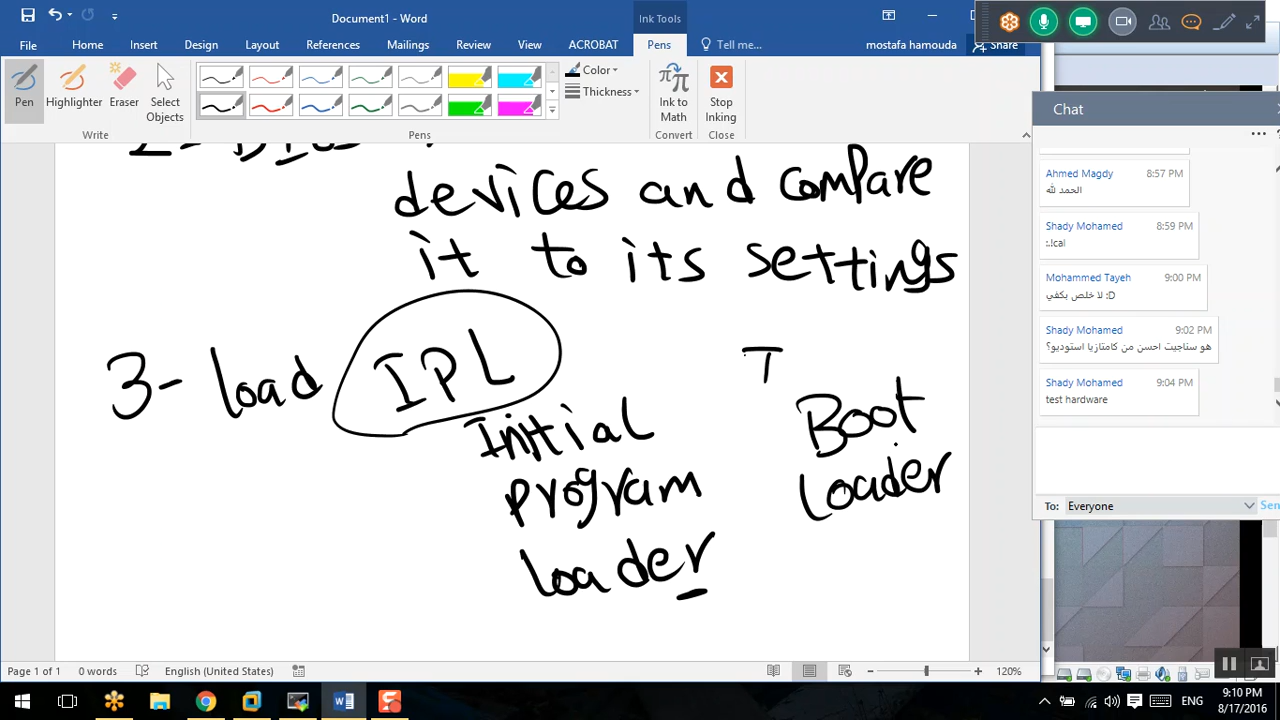 Document1 - Word
Ink Tools
File
Home
Insert
Design
Layout
References
Mailings
Review
View
ACROBAT
Pens
Tell me...
mostafa hamouda
Share
Pen
Highlighter
Eraser
Select
Objects
Color
Thickness
Ink to
Math
Stop
Inking
Write
Pens
Convert
Close
devices and compare
it to its settings
3- load IPL
Initial
program
loader
T
Boot
Loader
Chat
Ahmed Magdy 8:57 PM
الحمد لله
Shady Mohamed 8:59 PM
:.lcal
Mohammed Tayeh 9:00 PM
لا خلص بكفي :D
Shady Mohamed 9:02 PM
هو سناجيت احسن من كامتازيا استوديو؟
Shady Mohamed 9:04 PM
test hardware
To: Everyone
Sen
Page 1 of 1
0 words
English (United States)
120%
ENG
9:10 PM
8/17/2016